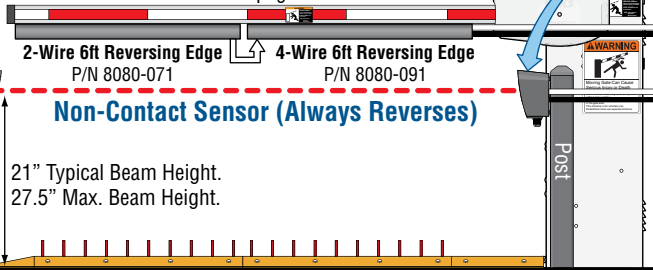 2-Wire 6ft Reversing Edge
P/N 8080-071
4-Wire 6ft Reversing Edge
P/N 8080-091
WARNING
Moving Gate Can Cause
Serious Injury or Death
Non-Contact Sensor (Always Reverses)
21” Typical Beam Height.
27.5” Max. Beam Height.
Post